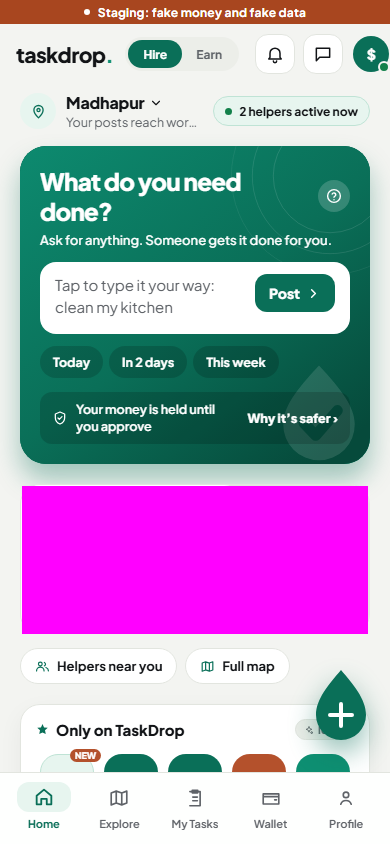 Staging: fake money and fake data
taskdrop.
Hire
Earn
$
Madhapur
Your posts reach wor...
2 helpers active now
What do you need
done?
Ask for anything. Someone gets it done for you.
Tap to type it your way:
clean my kitchen
Post
Today
In 2 days
This week
Your money is held until
you approve
Why it's safer ›
Helpers near you
Full map
Only on TaskDrop
NEW
Home
Explore
My Tasks
Wallet
Profile